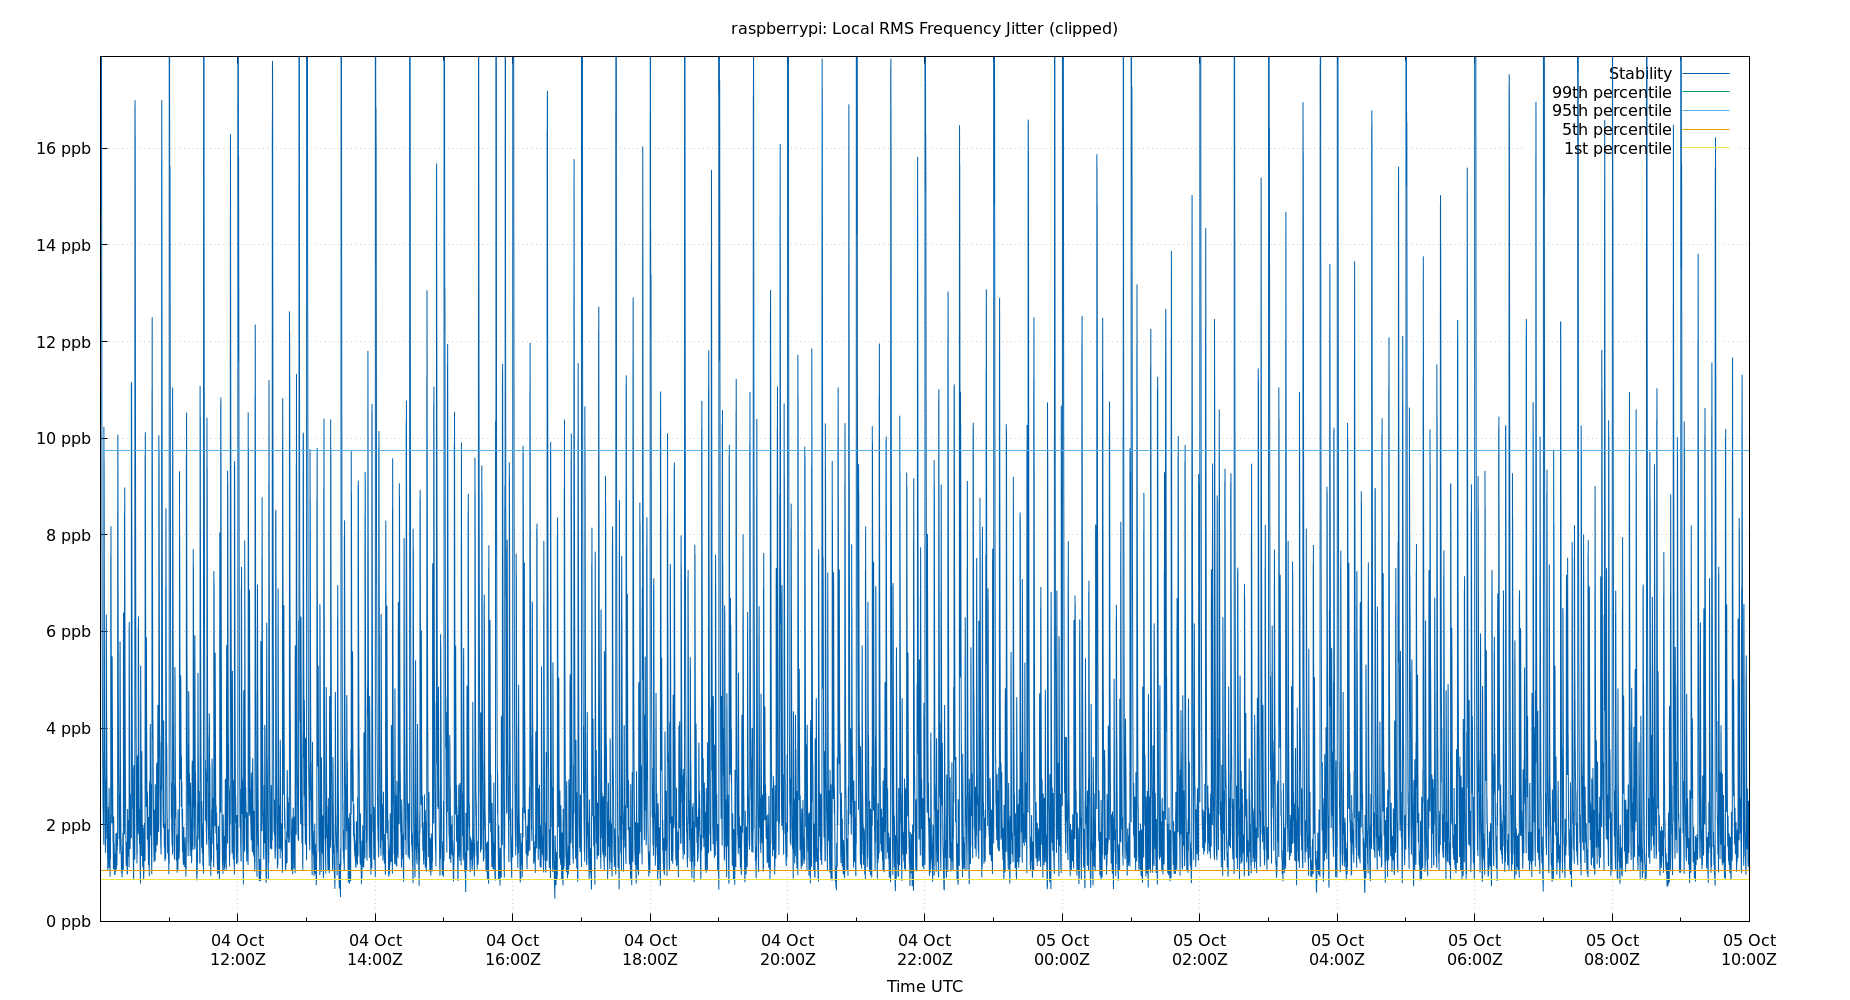 raspberrypi: Local RMS Frequency Jitter (clipped)
Stability
99th percentile
95th percentile
5th percentile
1st percentile
16 ppb
14 ppb
12 ppb
10 ppb
8 ppb
6 ppb
4 ppb
2 ppb
0 ppb
04 Oct 04 Oct 04 Oct 04 Oct 04 Oct 04 Oct 05 Oct 05 Oct 05 Oct 05 Oct 05 Oct 05 Oct
12:00Z 14:00Z 16:00Z 18:00Z 20:00Z 22:00Z 00:00Z 02:00Z 04:00Z 06:00Z 08:00Z 10:00Z
Time UTC